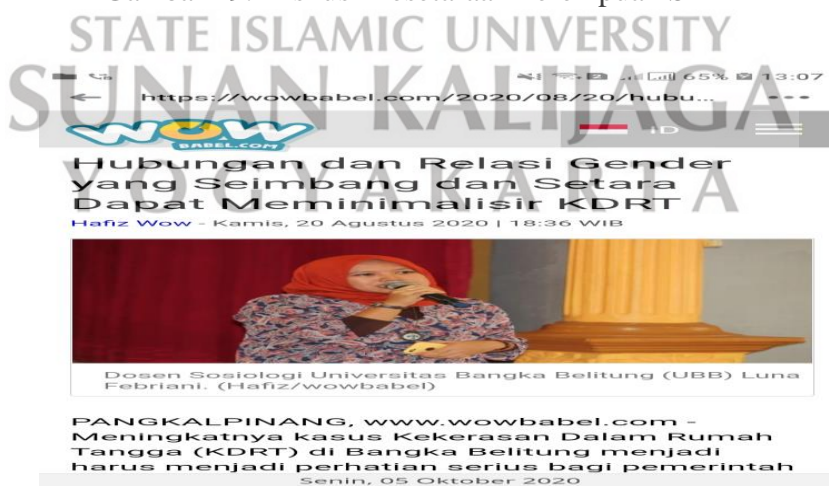 STATE ISLAMIC UNIVERSITY
SUNAN KALIJAGA
YOGYAKARTA
65% 13:07
https://wowbabel.com/2020/08/20/hubu...
WOW
BABEL.COM
ID
Hubungan dan Relasi Gender
yang Seimbang dan Setara
Dapat Meminimalisir KDRT
Hafiz Wow - Kamis, 20 Agustus 2020 | 18:36 WIB
Dosen Sosiologi Universitas Bangka Belitung (UBB) Luna
Febriani. (Hafiz/wowbabel)
PANGKALPINANG, www.wowbabel.com -
Meningkatnya kasus Kekerasan Dalam Rumah
Tangga (KDRT) di Bangka Belitung menjadi
harus menjadi perhatian serius bagi pemerintah
Senin, 05 Oktober 2020